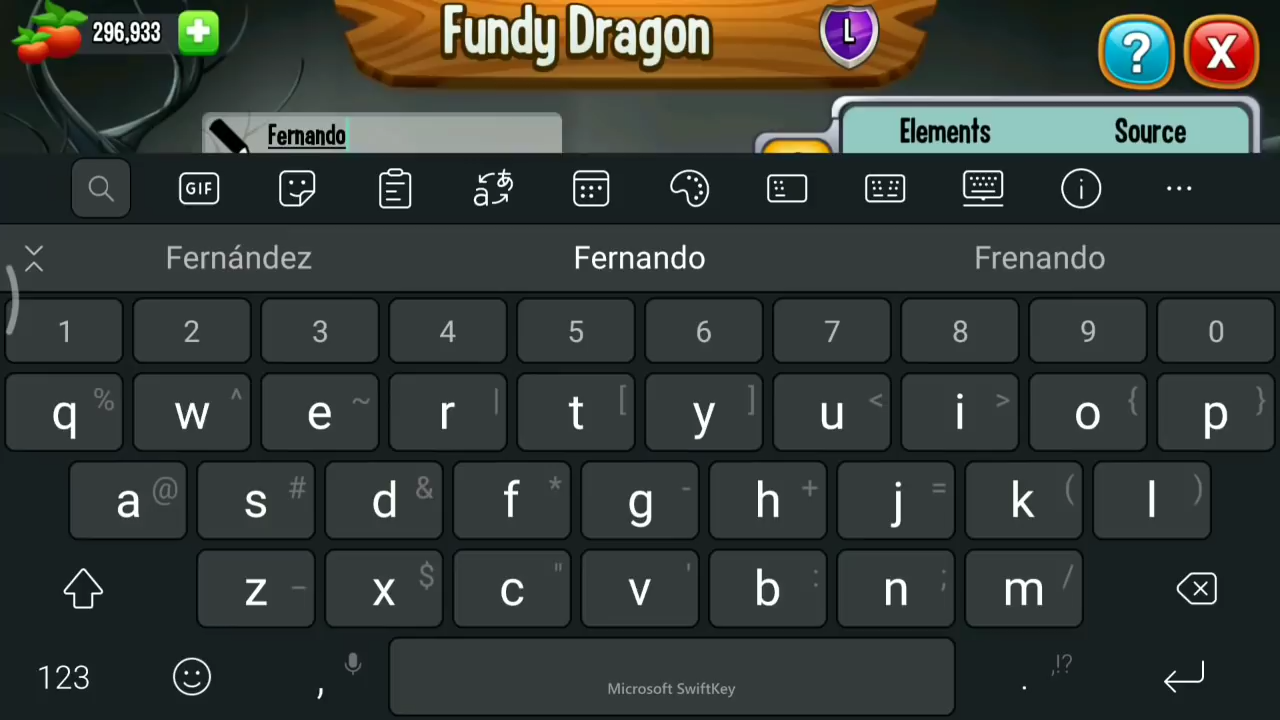 296,933
Fundy Dragon
L
?
X
Fernando
Elements Source
GIF
Fernández Fernando Frenando
1 2 3 4 5 6 7 8 9 0
q % w ^ e ~ r | t [ y ] u < i > o { p }
a @ s # d & f * g - h + j = k ( l )
z _ x $ c " v ' b : n ; m /
123 , Microsoft SwiftKey . ,!?